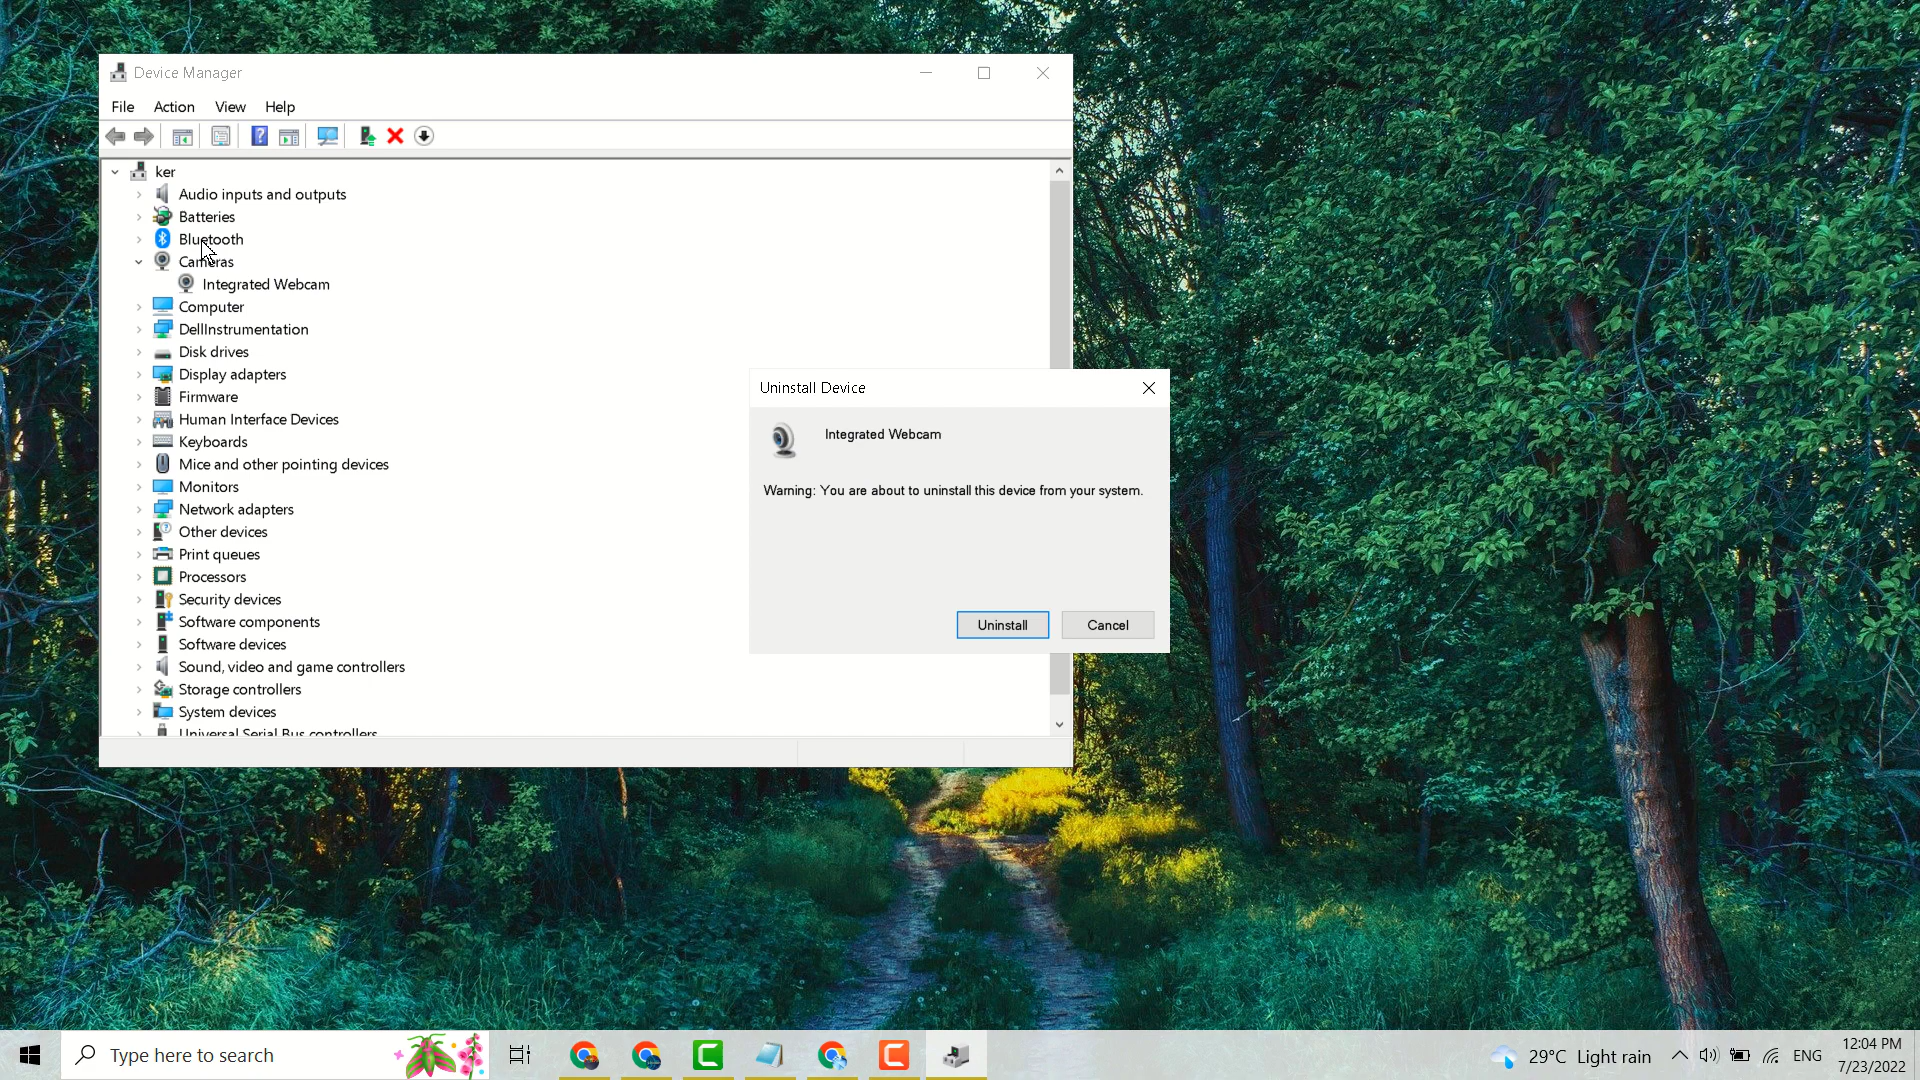 Device Manager
File Action View Help
ker
Audio inputs and outputs
Batteries
Bluetooth
Cameras
Integrated Webcam
Computer
DellInstrumentation
Disk drives
Display adapters
Firmware
Human Interface Devices
Keyboards
Mice and other pointing devices
Monitors
Network adapters
Other devices
Print queues
Processors
Security devices
Software components
Software devices
Sound, video and game controllers
Storage controllers
System devices
Universal Serial Bus controllers
Uninstall Device
Integrated Webcam
Warning: You are about to uninstall this device from your system.
Uninstall Cancel
Type here to search
29°C Light rain
ENG
12:04 PM
7/23/2022